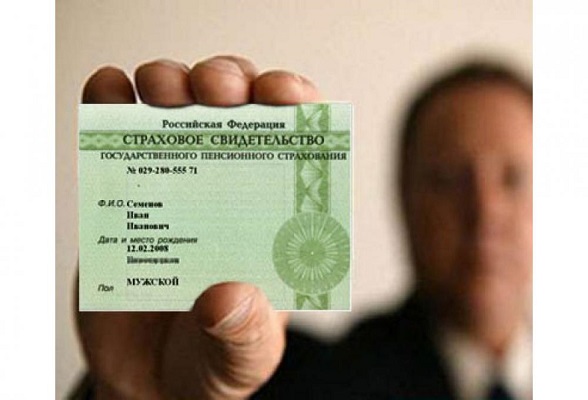 Российская Федерация
СТРАХОВОЕ СВИДЕТЕЛЬСТВО
ГОСУДАРСТВЕННОГО ПЕНСИОННОГО СТРАХОВАНИЯ
№ 029-280-555 71
Ф.И.О. Семенов
Иван
Иванович
Дата и место рождения
12.02.2008
Пол МУЖСКОЙ